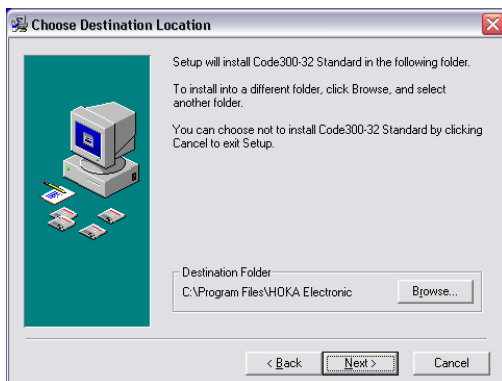 Choose Destination Location
Setup will install Code300-32 Standard in the following folder.
To install into a different folder, click Browse, and select
another folder.
You can choose not to install Code300-32 Standard by clicking
Cancel to exit Setup.
Destination Folder
C:\Program Files\HOKA Electronic
Browse...
< Back
Next >
Cancel